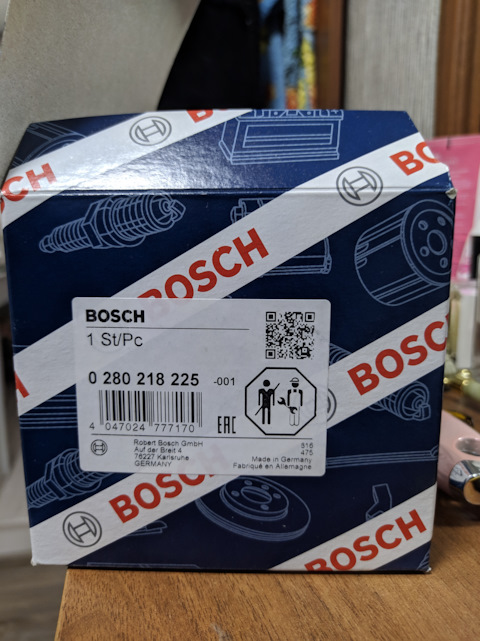 BOSCH
BOSCH
BOSCH
BOSCH
BOSCH
1 St/Pc
0 280 218 225 -001
4 047024 777170
EAC
Robert Bosch GmbH
Auf der Breit 4
76227 Karlsruhe
GERMANY
316
475
Made in Germany
Fabriqué en Allemagne
BOSCH
BOSCH